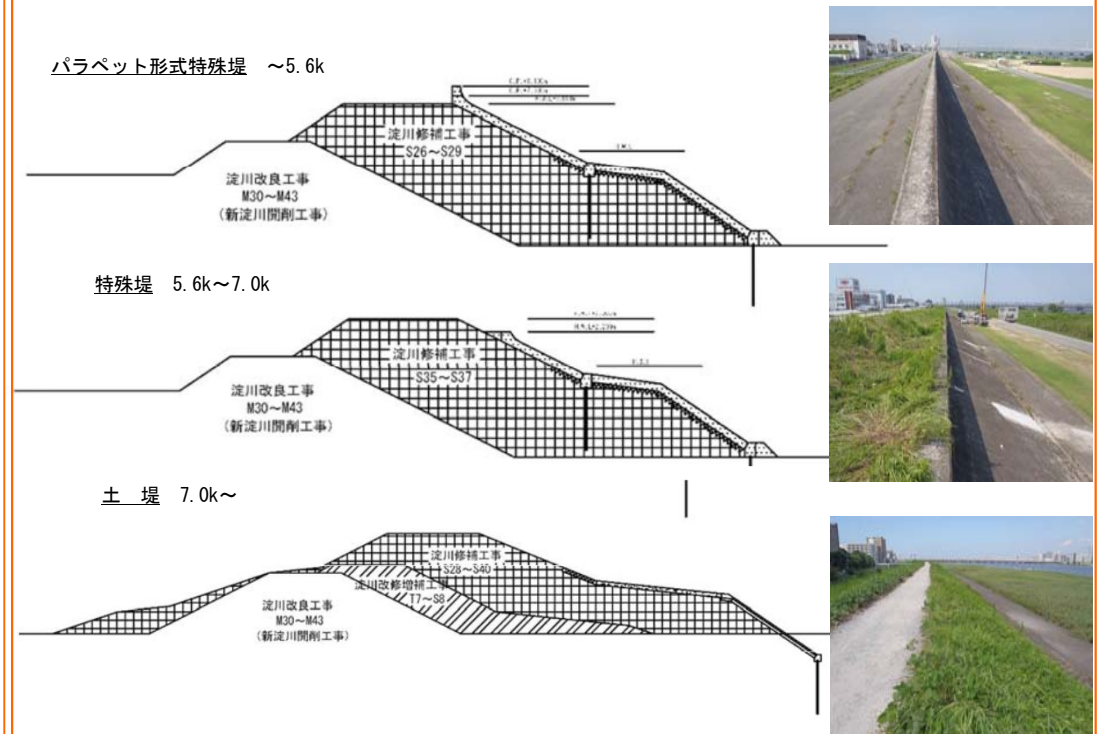 パラペット形式特殊堤　～5.6k
淀川修補工事
S26～S29
淀川改良工事
M30～M43
(新淀川開削工事)
特殊堤　5.6k～7.0k
淀川修補工事
S35～S37
淀川改良工事
M30～M43
(新淀川開削工事)
土　堤　7.0k～
淀川修補工事
S28～S40
淀川改修増補工事
T7～S8
淀川改良工事
M30～M43
(新淀川開削工事)